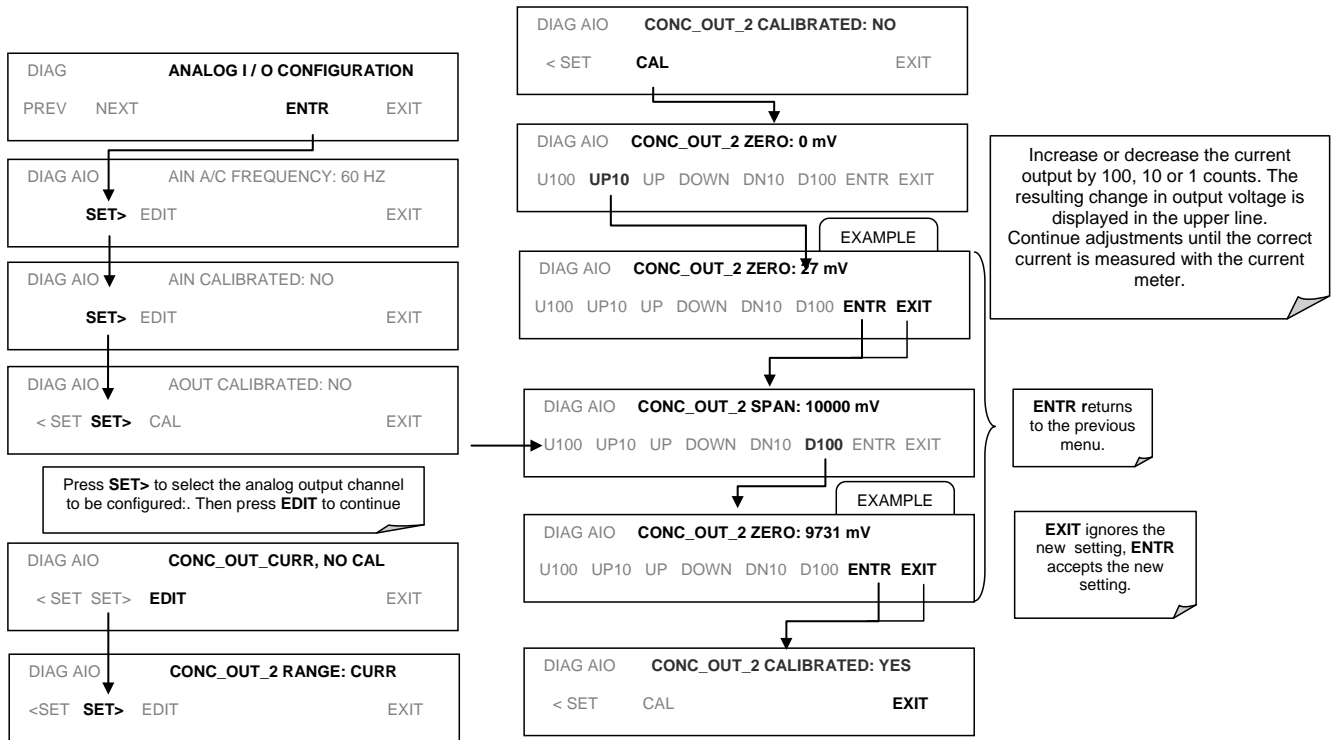 DIAG ANALOG I / O CONFIGURATION
PREV NEXT ENTR EXIT
DIAG AIO AIN A/C FREQUENCY: 60 HZ
SET> EDIT EXIT
DIAG AIO AIN CALIBRATED: NO
SET> EDIT EXIT
DIAG AIO AOUT CALIBRATED: NO
< SET SET> CAL EXIT
Press SET> to select the analog output channel
to be configured:. Then press EDIT to continue
DIAG AIO CONC_OUT_CURR, NO CAL
< SET SET> EDIT EXIT
DIAG AIO CONC_OUT_2 RANGE: CURR
<SET SET> EDIT EXIT
DIAG AIO CONC_OUT_2 CALIBRATED: NO
< SET CAL EXIT
DIAG AIO CONC_OUT_2 ZERO: 0 mV
U100 UP10 UP DOWN DN10 D100 ENTR EXIT
EXAMPLE
DIAG AIO CONC_OUT_2 ZERO: 27 mV
U100 UP10 UP DOWN DN10 D100 ENTR EXIT
DIAG AIO CONC_OUT_2 SPAN: 10000 mV
U100 UP10 UP DOWN DN10 D100 ENTR EXIT
EXAMPLE
DIAG AIO CONC_OUT_2 ZERO: 9731 mV
U100 UP10 UP DOWN DN10 D100 ENTR EXIT
DIAG AIO CONC_OUT_2 CALIBRATED: YES
< SET CAL EXIT
Increase or decrease the current
output by 100, 10 or 1 counts. The
resulting change in output voltage is
displayed in the upper line.
Continue adjustments until the correct
current is measured with the current
meter.
ENTR returns
to the previous
menu.
EXIT ignores the
new setting, ENTR
accepts the new
setting.